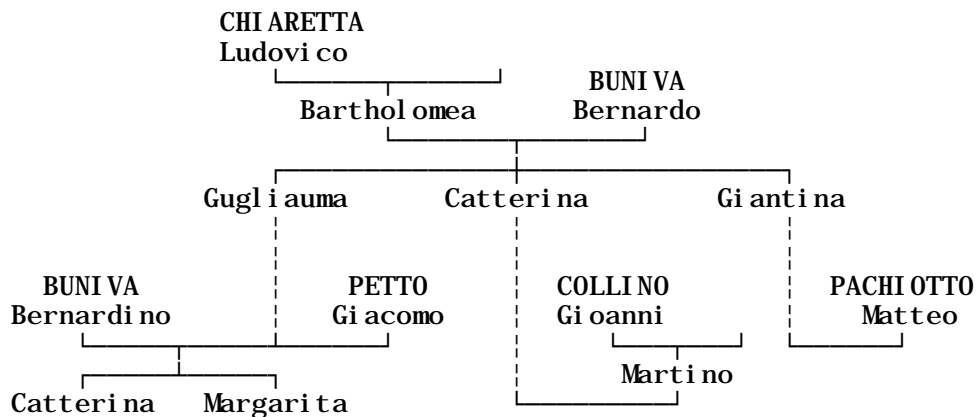 CHIARETTA
Ludovico
BUNIVA
Bartholomea Bernardo
Gugliauma Catterina Giantina
BUNIVA PETTO COLLINO PACHIOTTO
Bernardino Giacomo Gioanni Matteo
Martino
Catterina Margarita